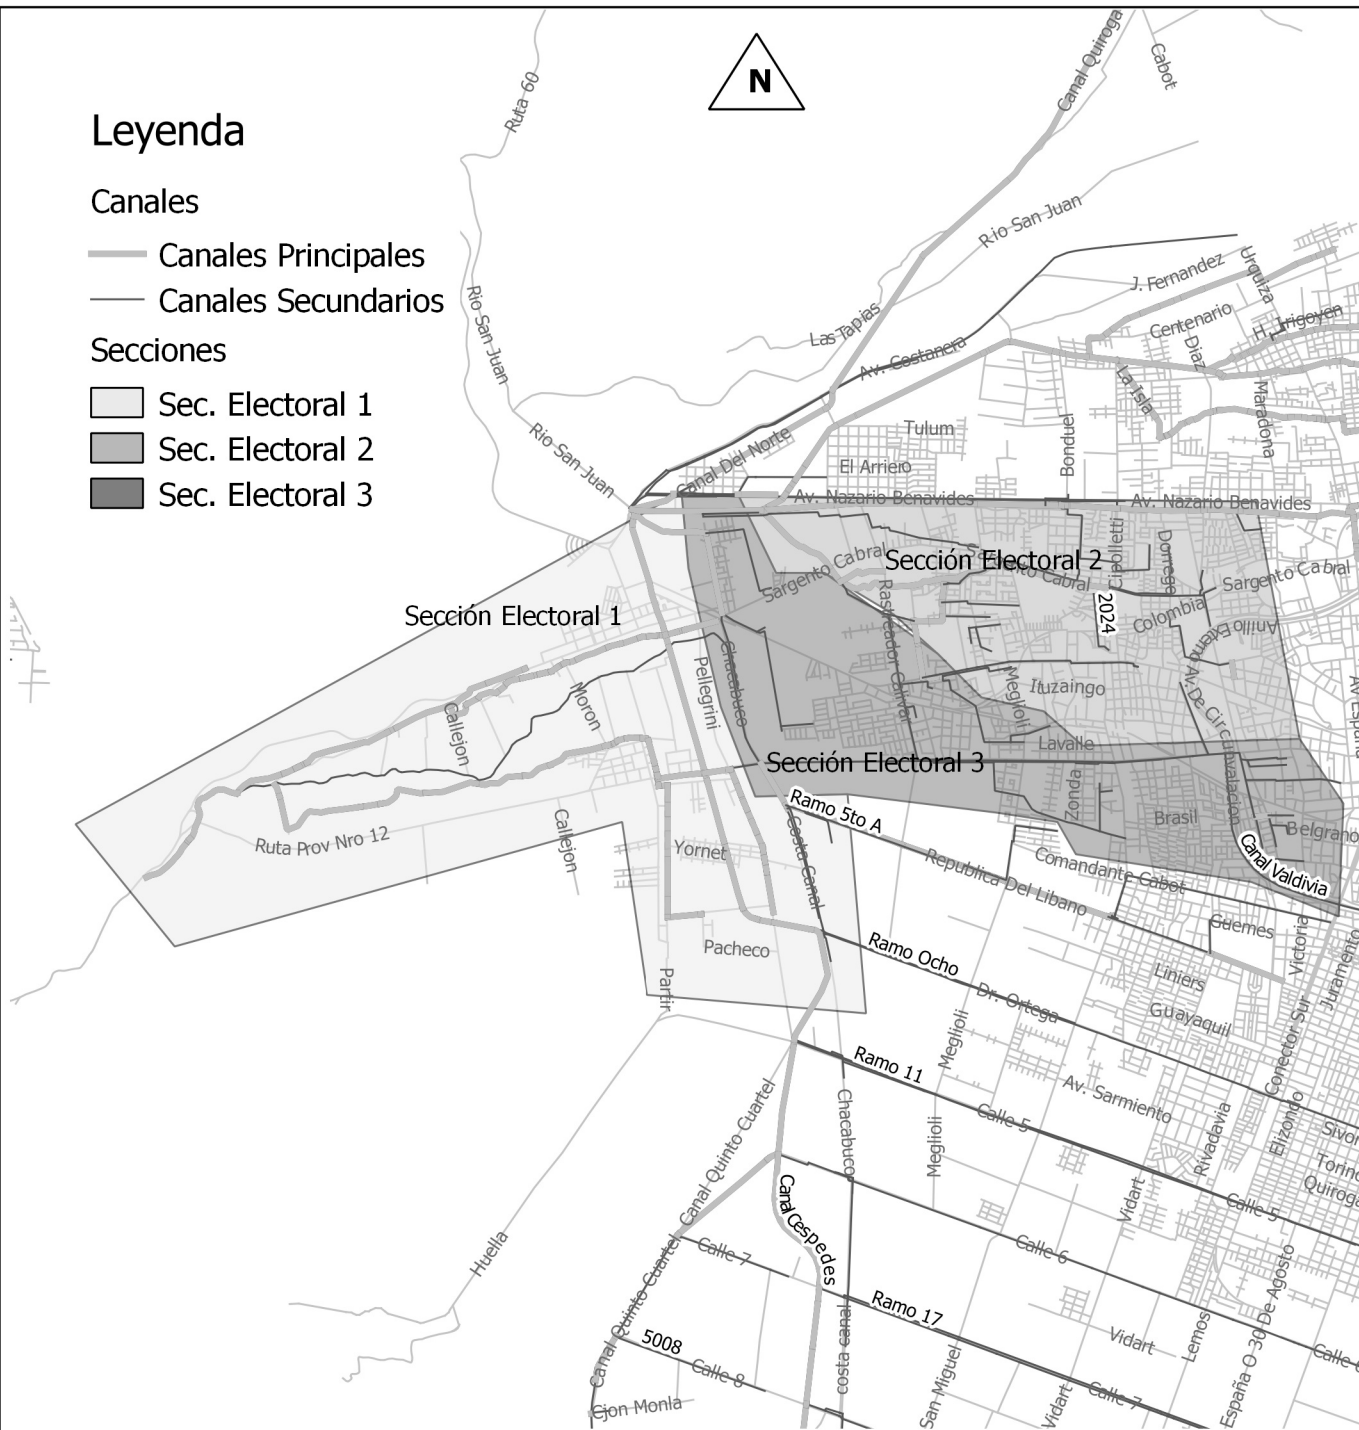 N
Leyenda
Canales
Canales Principales
Canales Secundarios
Secciones
Sec. Electoral 1
Sec. Electoral 2
Sec. Electoral 3
Ruta 60
Canal Quiroga
Cabot
Rio San Juan
Rio San Juan
Rio San Juan
J. Fernandez
Urquiza
Las Tapias
Av. Costanera
Centenario
H. Irigoyen
Diaz
La Isla
Maradona
Bonduel
Tulum
El Arriero
Canal Del Norte
Av. Nazario Benavides
Av. Nazario Benavides
Sección Electoral 2
Sargento Cabral
Sargento Cabral
Sargento Cabral
Cipolletti
Dorrego
Sección Electoral 1
2024
Colombia
Anillo Externo
Rastreador Calivar
Chacabuco
Pellegrini
Moron
Callejon
Meglioli
Ituzaingo
Av. De Circunvalacion
Lavalle
Sección Electoral 3
Zonda
Brasil
Belgrano
Canal Valdivia
Ramo 5to A
Costa Canal
Ruta Prov Nro 12
Callejon
Yornet
Republica Del Libano
Comandante Cabot
Guemes
Victoria
Pacheco
Partir
Ramo Ocho
Dr. Ortega
Liniers
Guayaquil
Juramento
Conector Sur
Meglioli
Ramo 11
Calle 5
Av. Sarmiento
Chacabuco
Meglioli
Rivadavia
Elizondo
Quiroga
Canal Quinto Cuartel
Canal Cespedes
Vidart
Calle 5
Calle 6
Huella
Calle 7
Canal Quinto Cuartel
5008
Calle 8
Cjon Monla
costa canal
Ramo 17
San Miguel
Vidart
Vidart
Calle 7
Lemos
España O 30 De Agosto
Calle